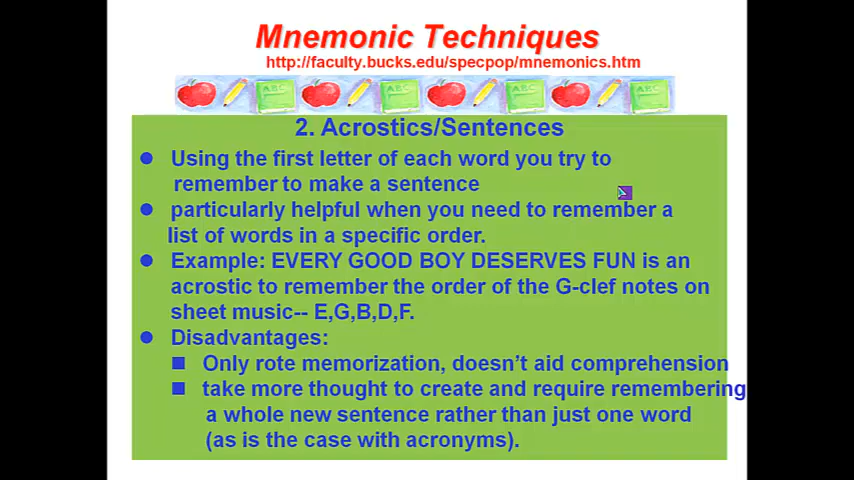 Mnemonic Techniques
http://faculty.bucks.edu/specpop/mnemonics.htm
ABC ABC ABC ABC
2. Acrostics/Sentences
Using the first letter of each word you try to
remember to make a sentence
particularly helpful when you need to remember a
list of words in a specific order.
Example: EVERY GOOD BOY DESERVES FUN is an
acrostic to remember the order of the G-clef notes on
sheet music-- E,G,B,D,F.
Disadvantages:
Only rote memorization, doesn't aid comprehension
take more thought to create and require remembering
a whole new sentence rather than just one word
(as is the case with acronyms).